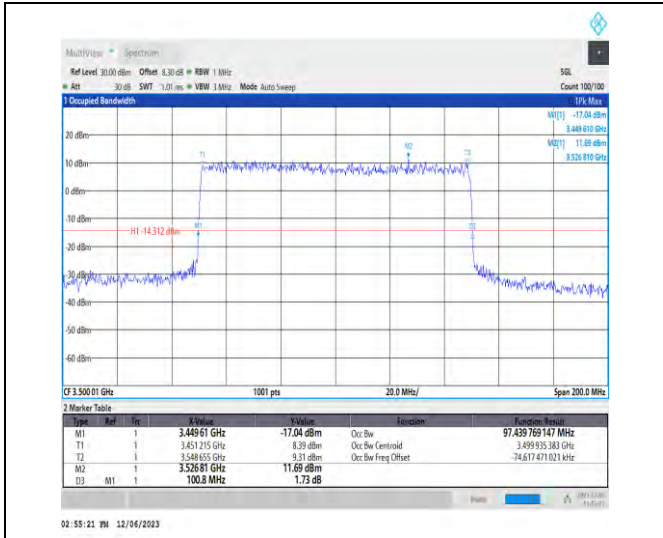 MultiView Spectrum
Ref Level 30.00 dBm Offset 8.30 dB RBW 1 MHz SGL
Att 30 dB SWT 1.01 ms VBW 3 MHz Mode Auto Sweep Count 100/100
1 Occupied Bandwidth 1Pk Max
M1[1] -17.04 dBm
3.449 610 GHz
M2[1] 11.69 dBm
3.526 810 GHz
20 dBm
10 dBm
0 dBm
-10 dBm
-20 dBm
-30 dBm
-40 dBm
-50 dBm
-60 dBm
T1
M2
T2
M1
D3
H1 -14.312 dBm
CF 3.500 01 GHz 1001 pts 20.0 MHz/ Span 200.0 MHz
2 Marker Table
Type Ref Trc X-Value Y-Value Function Function Result
M1 1 3.449 61 GHz -17.04 dBm Occ Bw 97.439 769 147 MHz
T1 1 3.451 215 GHz 8.39 dBm Occ Bw Centroid 3.499 935 383 GHz
T2 1 3.548 655 GHz 9.31 dBm Occ Bw Freq Offset -74.617 471 021 kHz
M2 1 3.526 81 GHz 11.69 dBm
D3 M1 1 100.8 MHz 1.73 dB
02:55:21 PM 12/06/2023